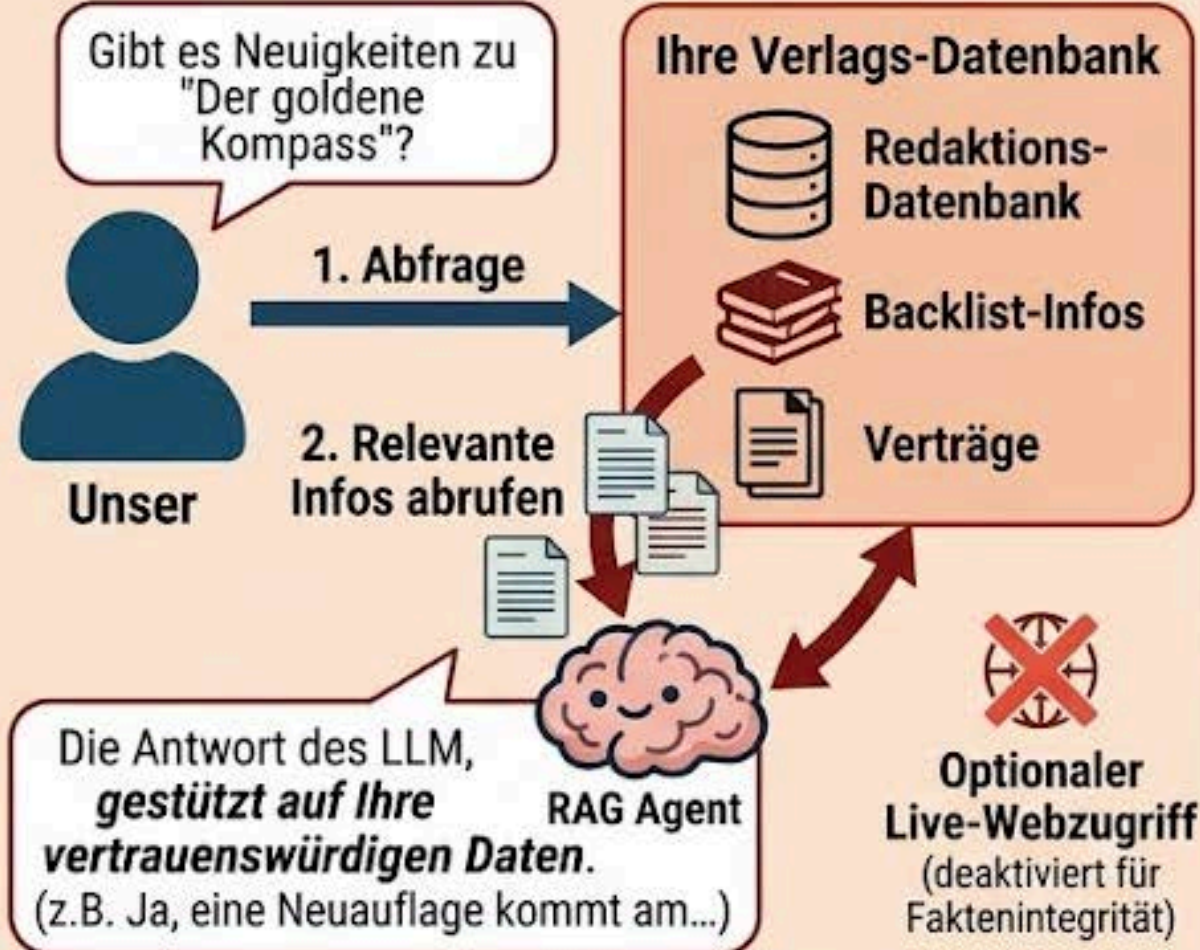 Gibt es Neuigkeiten zu
"Der goldene
Kompass"?
Ihre Verlags-Datenbank
Redaktions-
Datenbank
Backlist-Infos
Verträge
1. Abfrage
Unser
2. Relevante
Infos abrufen
RAG Agent
Die Antwort des LLM,
gestützt auf Ihre
vertrauenswürdigen Daten.
(z.B. Ja, eine Neuauflage kommt am...)
Optionaler
Live-Webzugriff
(deaktiviert für
Faktenintegrität)